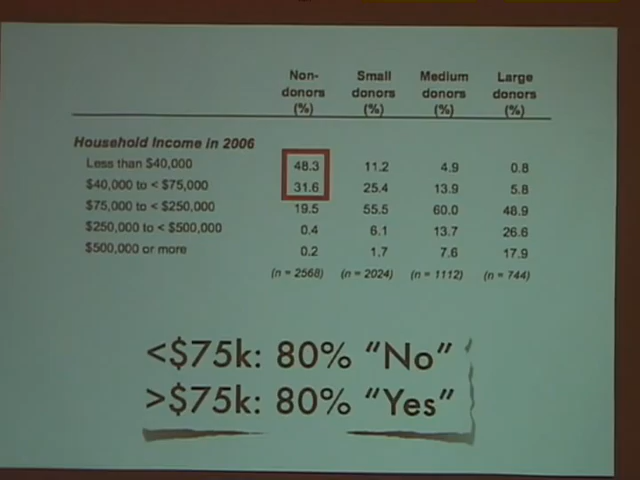 Non- Small Medium Large
donors donors donors donors
(%) (%) (%) (%)
Household Income in 2006
Less than $40,000 48.3 11.2 4.9 0.8
$40,000 to < $75,000 31.6 25.4 13.9 5.8
$75,000 to < $250,000 19.5 55.5 60.0 48.9
$250,000 to < $500,000 0.4 6.1 13.7 26.6
$500,000 or more 0.2 1.7 7.6 17.9
(n = 2568) (n = 2024) (n = 1112) (n = 744)
<$75k: 80% “No”
>$75k: 80% “Yes”